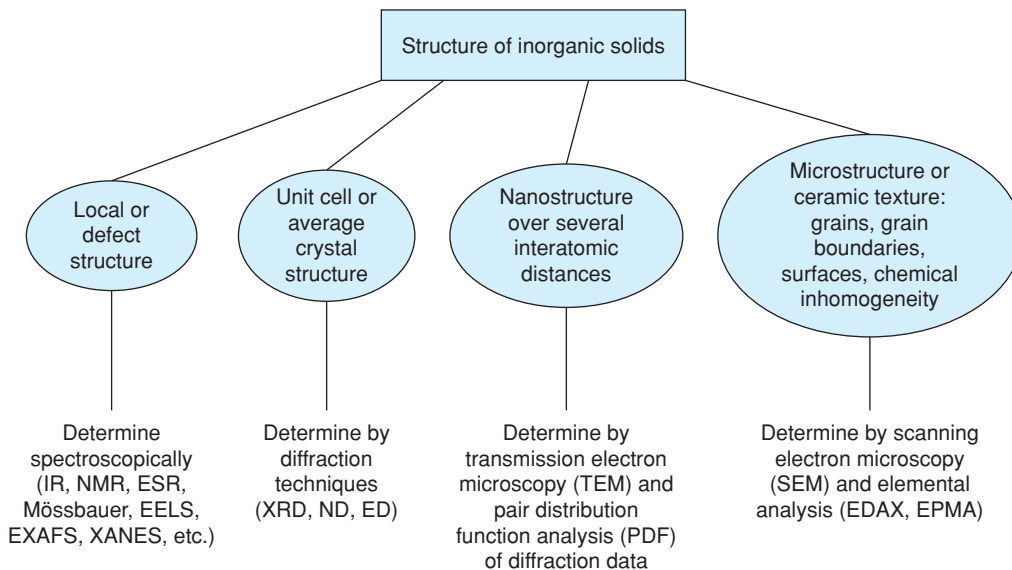 Structure of inorganic solids
Local or
defect
structure
Unit cell or
average
crystal
structure
Nanostructure
over several
interatomic
distances
Microstructure or
ceramic texture:
grains, grain
boundaries,
surfaces, chemical
inhomogeneity
Determine
spectroscopically
(IR, NMR, ESR,
Mössbauer, EELS,
EXAFS, XANES, etc.)
Determine by
diffraction
techniques
(XRD, ND, ED)
Determine by
transmission electron
microscopy (TEM) and
pair distribution
function analysis (PDF)
of diffraction data
Determine by scanning
electron microscopy
(SEM) and elemental
analysis (EDAX, EPMA)